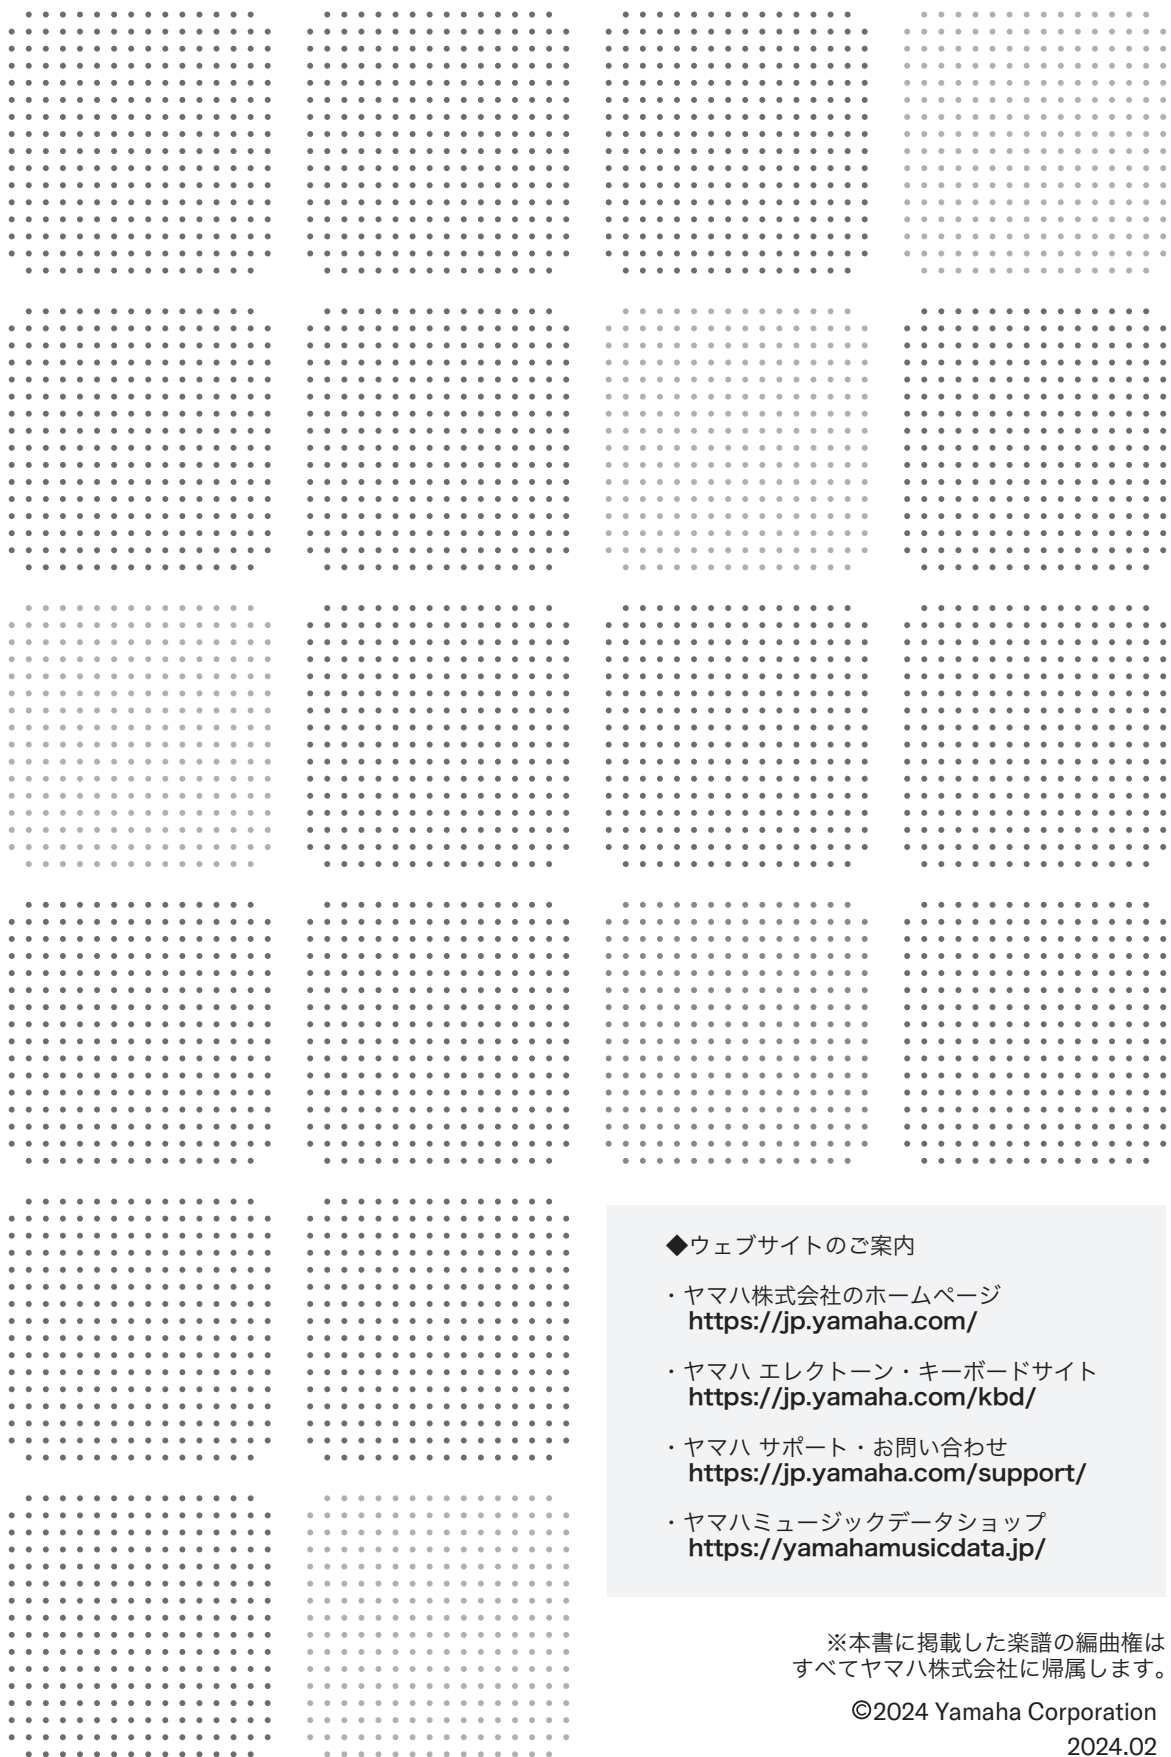 ◆ウェブサイトのご案内
・ヤマハ株式会社のホームページ
https://jp.yamaha.com/
・ヤマハ エレクトーン・キーボードサイト
https://jp.yamaha.com/kbd/
・ヤマハ サポート・お問い合わせ
https://jp.yamaha.com/support/
・ヤマハミュージックデータショップ
https://yamahamusicdata.jp/
※本書に掲載した楽譜の編曲権は
すべてヤマハ株式会社に帰属します。
©2024 Yamaha Corporation
2024.02